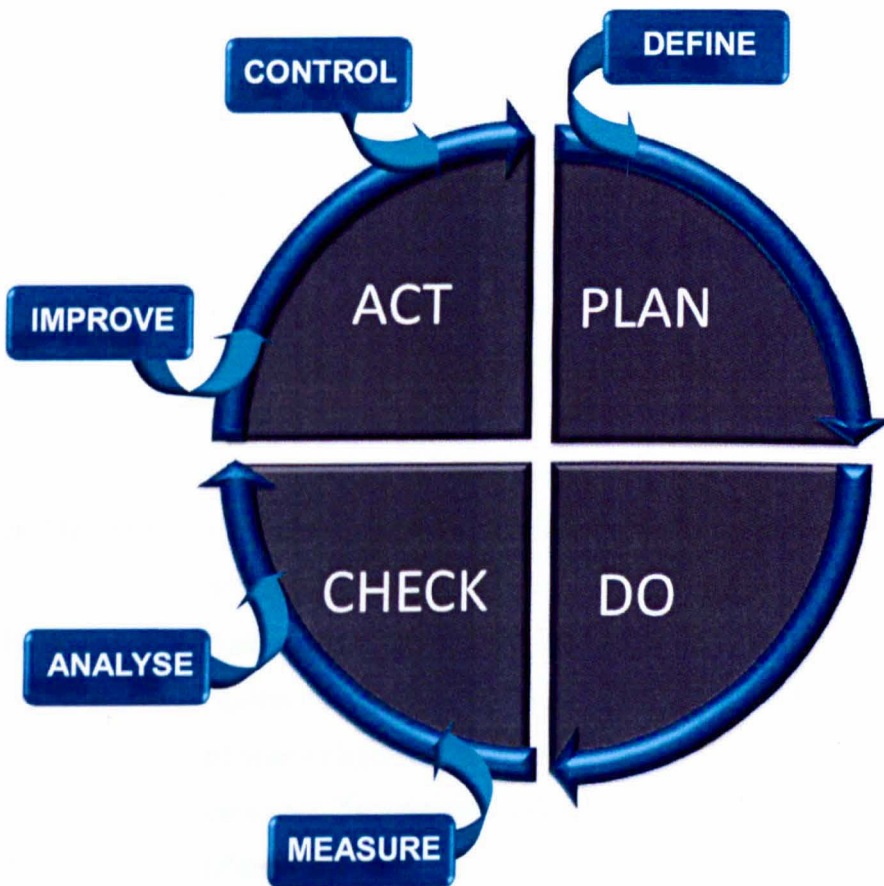 DEFINE
CONTROL
ACT
PLAN
IMPROVE
CHECK
DO
ANALYSE
MEASURE